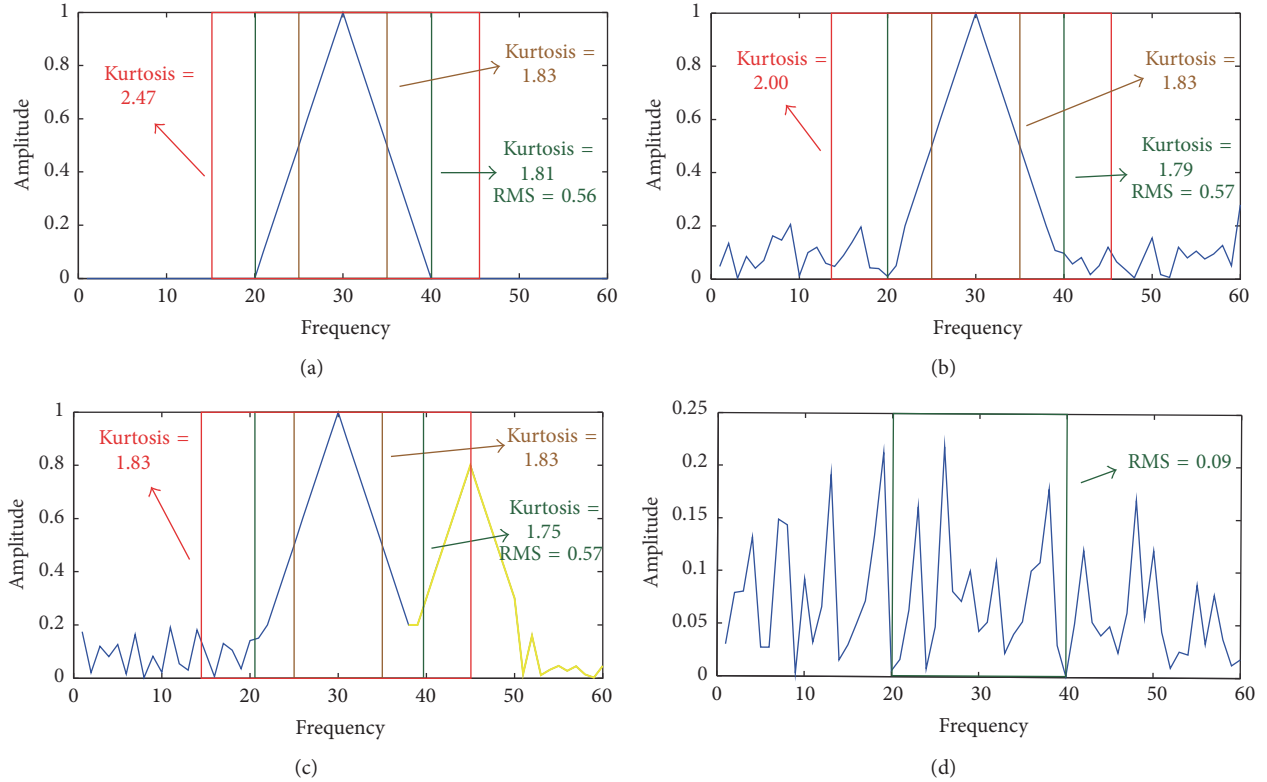 1
0.8
0.6
0.4
0.2
0
Amplitude
Kurtosis =
2.47
Kurtosis =
1.83
Kurtosis =
1.81
RMS = 0.56
0 10 20 30 40 50 60
Frequency
(a)
1
0.8
0.6
0.4
0.2
0
Amplitude
Kurtosis =
2.00
Kurtosis =
1.83
Kurtosis =
1.79
RMS = 0.57
0 10 20 30 40 50 60
Frequency
(b)
1
0.8
0.6
0.4
0.2
0
Amplitude
Kurtosis =
1.83
Kurtosis =
1.83
Kurtosis =
1.75
RMS = 0.57
0 10 20 30 40 50 60
Frequency
(c)
0.25
0.2
0.15
0.1
0.05
0
Amplitude
RMS = 0.09
0 10 20 30 40 50 60
Frequency
(d)